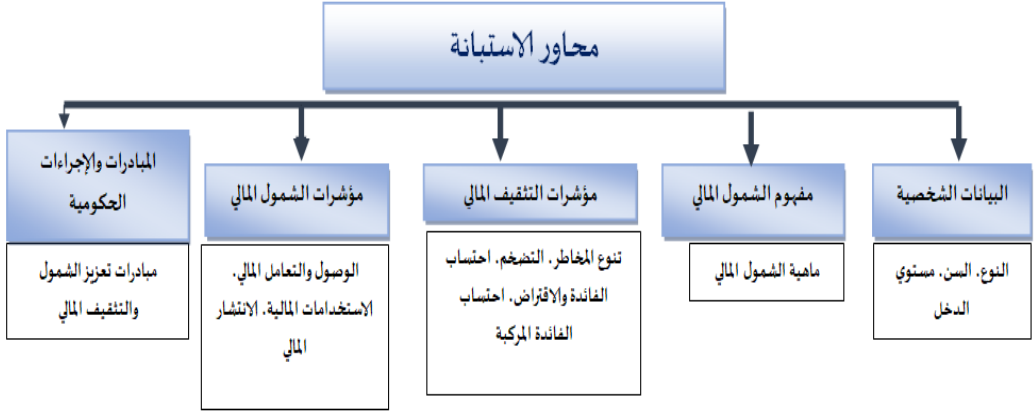 محاور الاستبانة
البيانات الشخصية
النوع. السن. مستوي
الدخل
مفهوم الشمول المالي
ماهية الشمول المالي
مؤشرات التثقيف المالي
تنوع المخاطر. التضخم. احتساب
الفائدة والاقتراض. احتساب
الفائدة المركبة
مؤشرات الشمول المالي
الوصول والتعامل المالي.
الاستخدامات المالية. الانتشار
المالي
المبادرات والإجراءات
الحكومية
مبادرات تعزيز الشمول
والتثقيف المالي